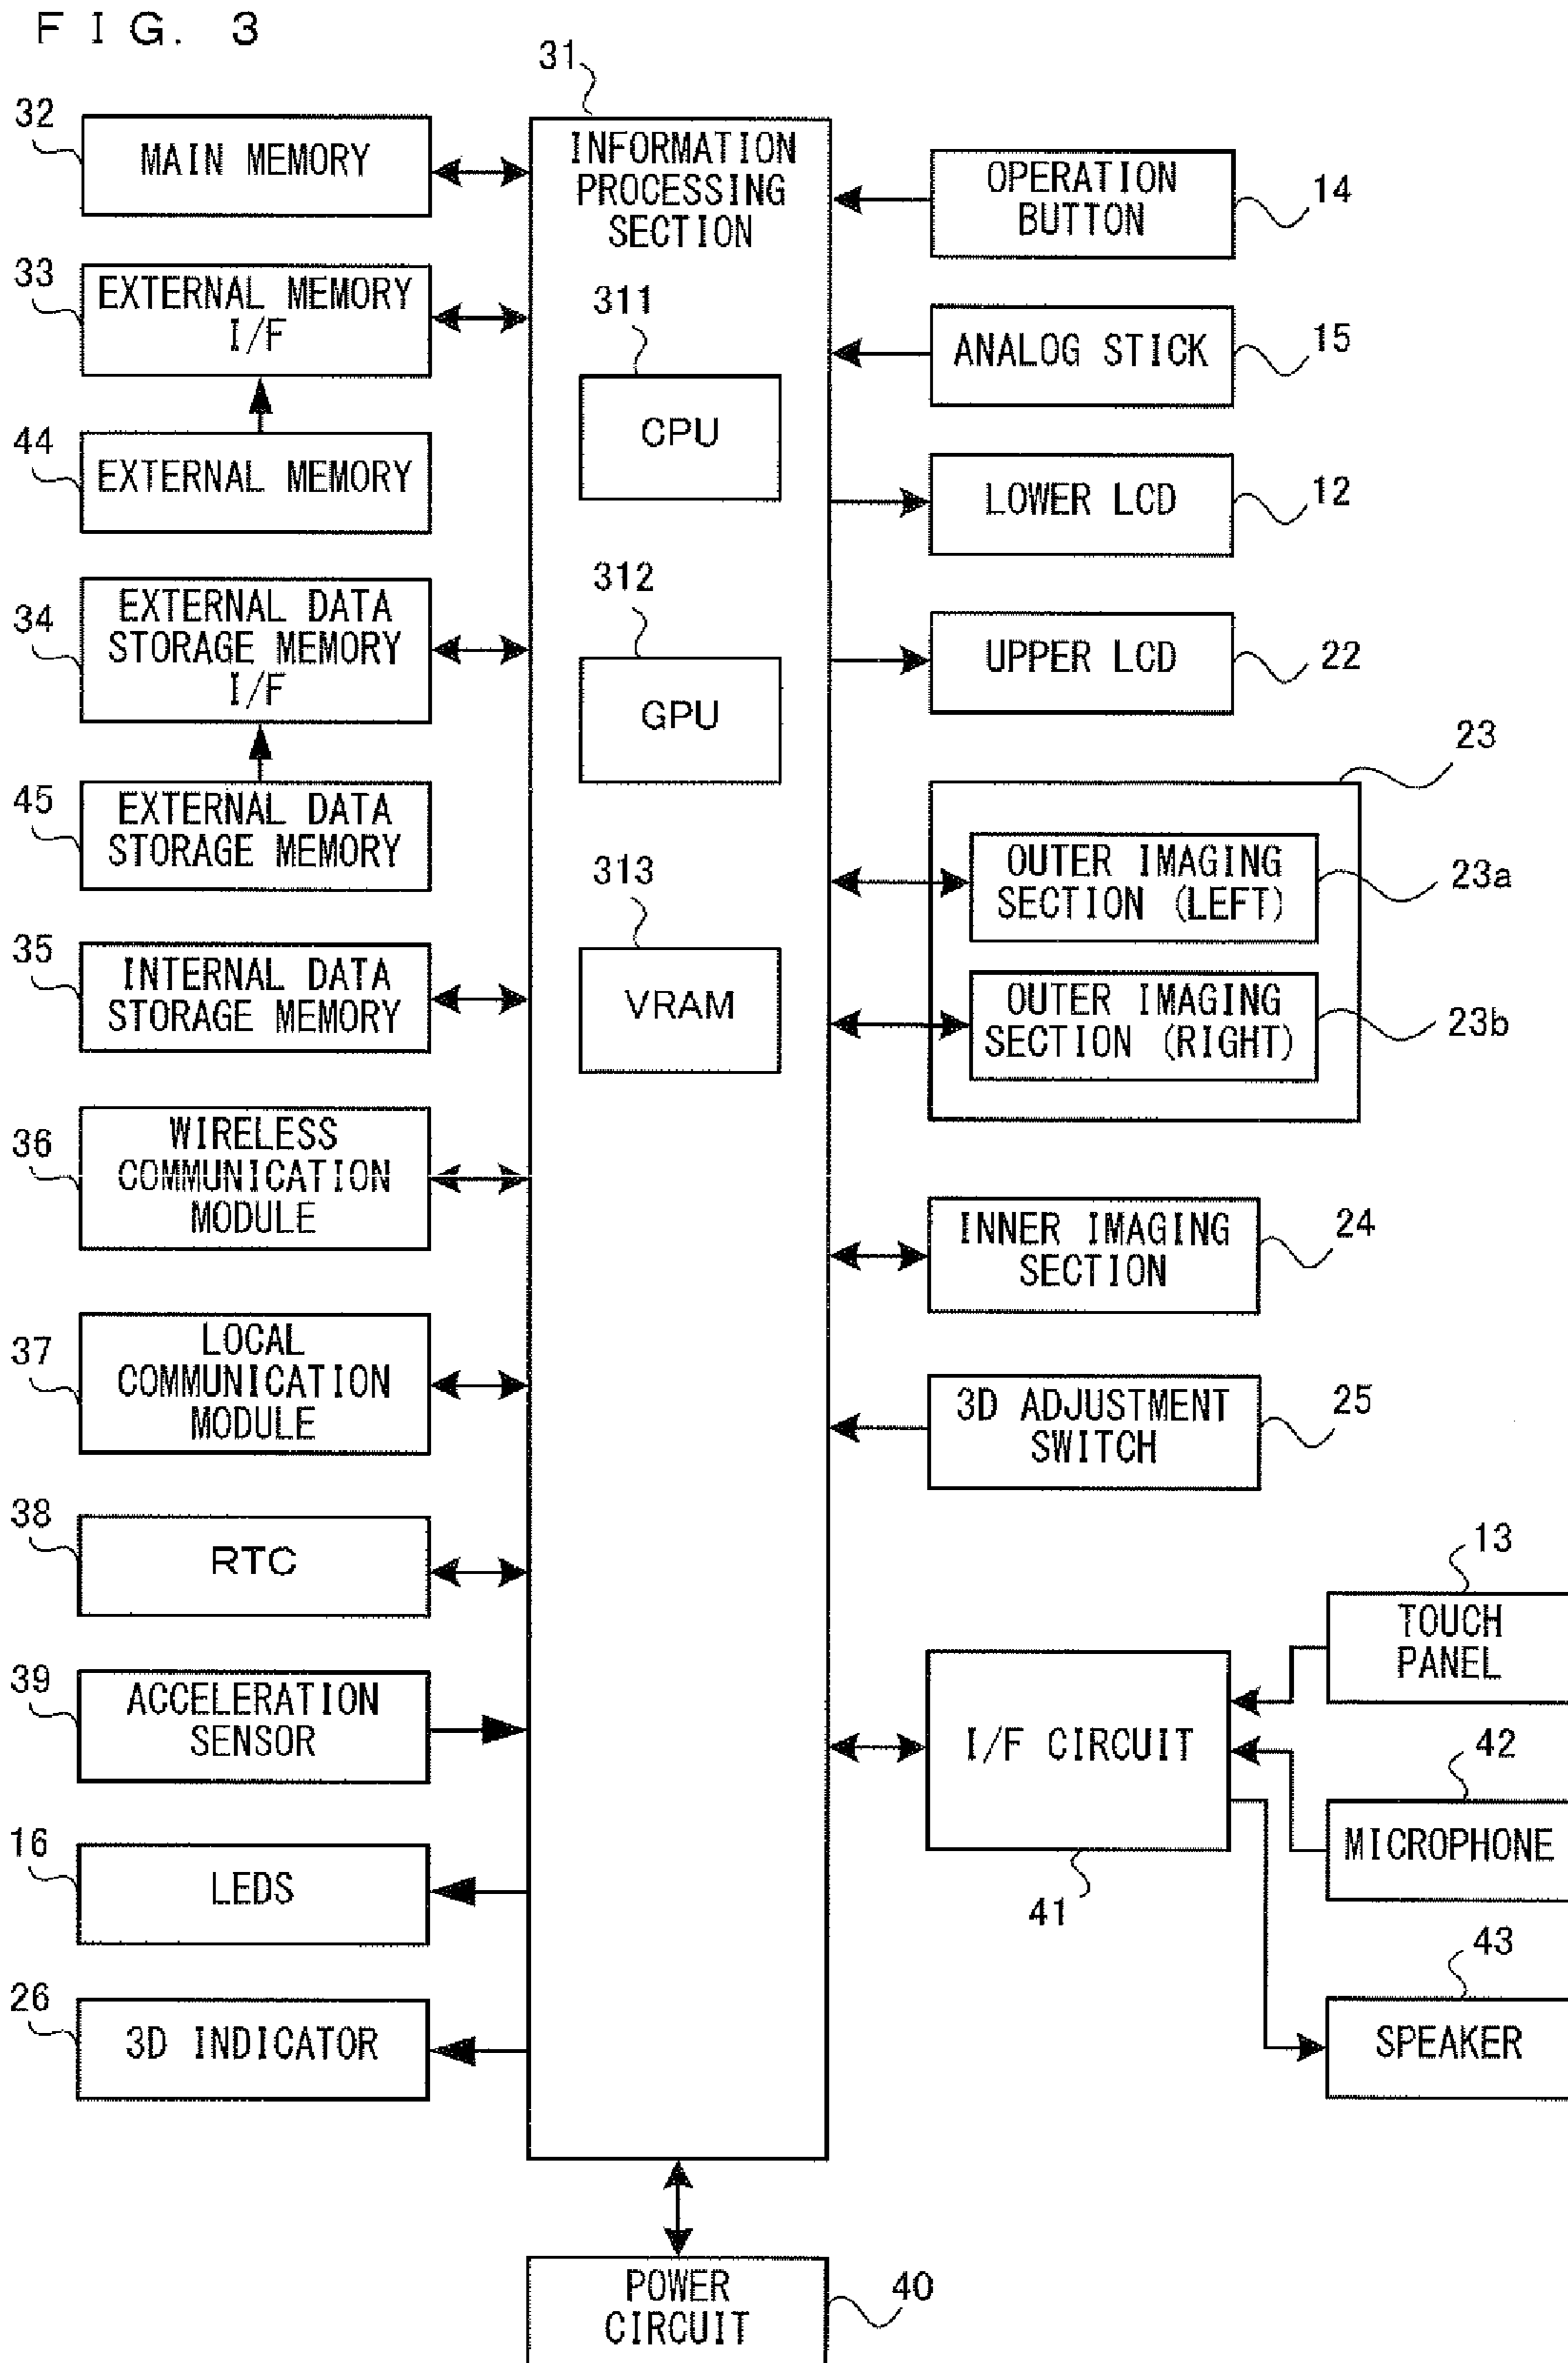 FIG. 3
32
MAIN MEMORY
33
EXTERNAL MEMORY
I/F
44
EXTERNAL MEMORY
34
EXTERNAL DATA
STORAGE MEMORY
I/F
45
EXTERNAL DATA
STORAGE MEMORY
35
INTERNAL DATA
STORAGE MEMORY
36
WIRELESS
COMMUNICATION
MODULE
37
LOCAL
COMMUNICATION
MODULE
38
RTC
39
ACCELERATION
SENSOR
16
LEDS
26
3D INDICATOR
31
INFORMATION
PROCESSING
SECTION
311
CPU
312
GPU
313
VRAM
OPERATION
BUTTON
14
ANALOG STICK
15
LOWER LCD
12
UPPER LCD
22
23
OUTER IMAGING
SECTION (LEFT)
23a
OUTER IMAGING
SECTION (RIGHT)
23b
INNER IMAGING
SECTION
24
3D ADJUSTMENT
SWITCH
25
13
TOUCH
PANEL
I/F CIRCUIT
41
42
MICROPHONE
43
SPEAKER
POWER
CIRCUIT
40